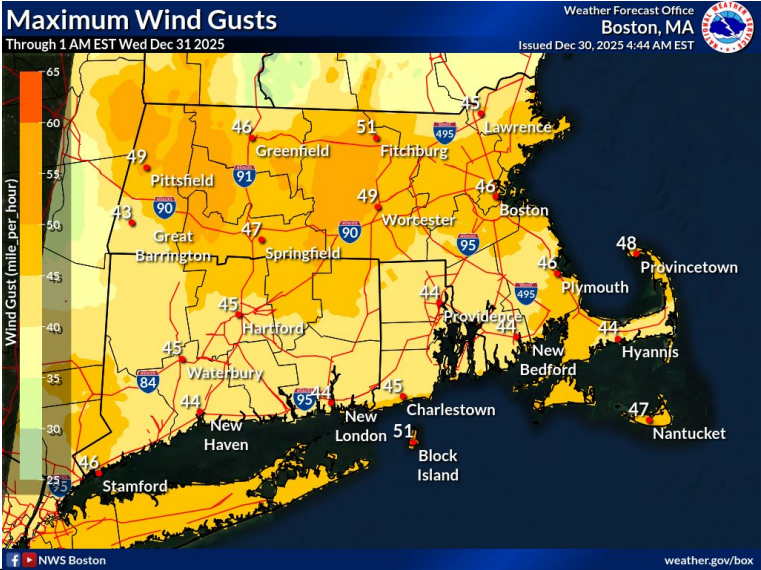 Maximum Wind Gusts
Through 1 AM EST Wed Dec 31 2025
Weather Forecast Office
Boston, MA
Issued Dec 30, 2025 4:44 AM EST
NATIONAL WEATHER SERVICE
65
60
55
50
45
40
35
30
25
Wind Gust (mile_per_hour)
45
Lawrence
46
Greenfield
51
Fitchburg
495
49
Pittsfield
91
90
43
Great
Barrington
47
Springfield
90
49
Worcester
46
Boston
95
48
Provincetown
46
Plymouth
495
45
Hartford
44
Providence
44
New
Bedford
44
Hyannis
45
Waterbury
84
44
New
Haven
95
44
New
London
45
Charlestown
51
Block
Island
47
Nantucket
46
Stamford
95
NWS Boston
weather.gov/box